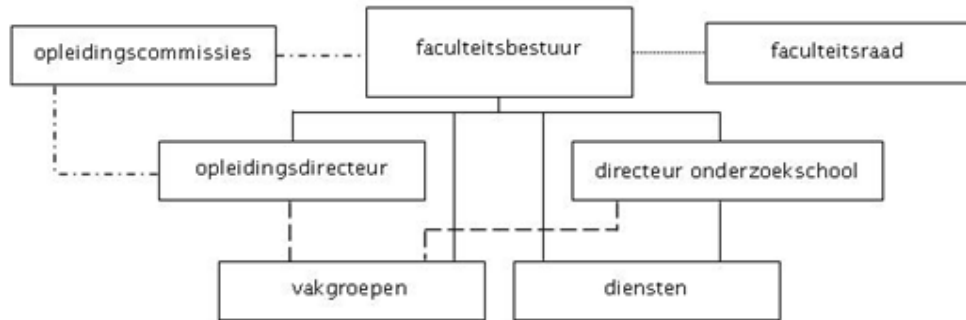 opleidingscommissies
faculteitsbestuur
faculteitsraad
opleidingsdirecteur
directeur onderzoekschool
vakgroepen
diensten